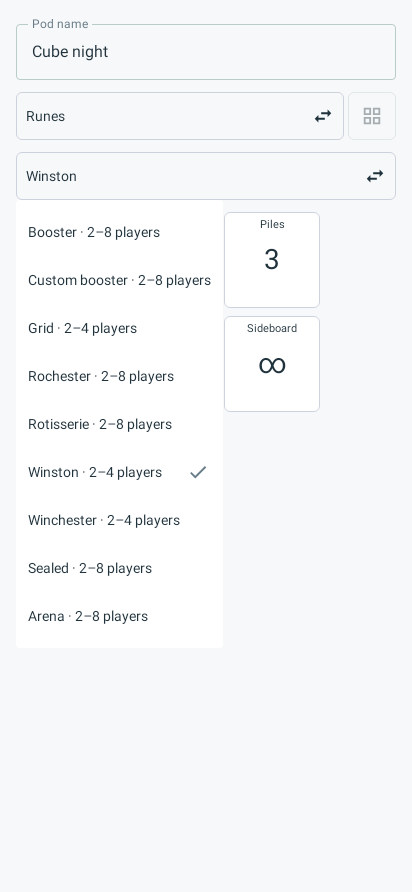 Pod name
Cube night
Runes
Winston
Booster · 2–8 players
Custom booster · 2–8 players
Grid · 2–4 players
Rochester · 2–8 players
Rotisserie · 2–8 players
Winston · 2–4 players
Winchester · 2–4 players
Sealed · 2–8 players
Arena · 2–8 players
Piles
3
Sideboard
∞